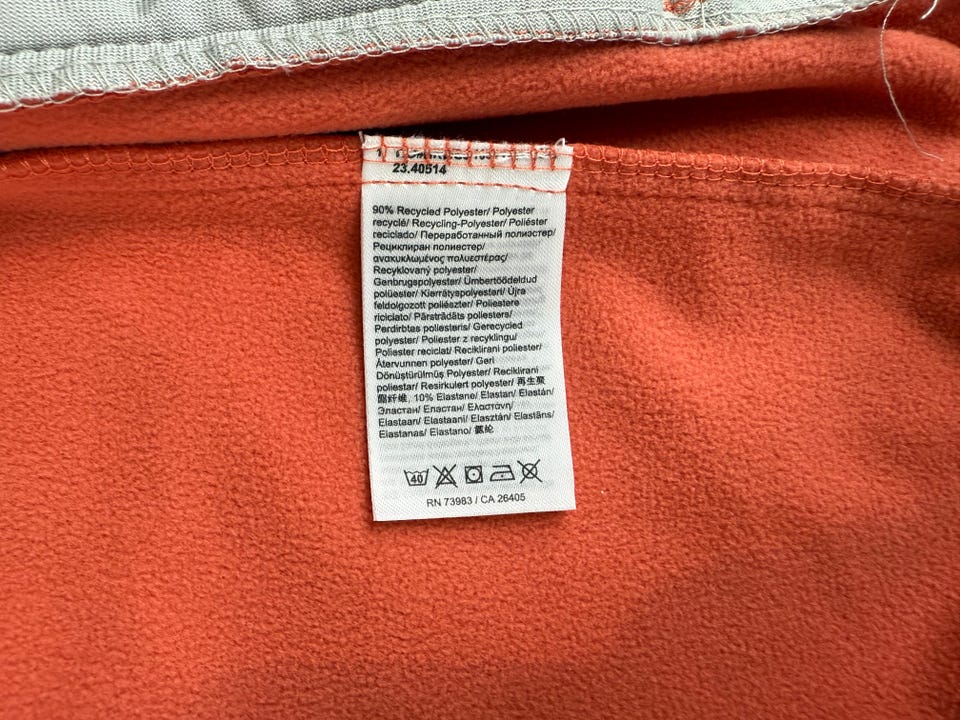 23.40514
90% Recycled Polyester/ Polyester
recyclé/ Recycling-Polyester/ Poliéster
reciclado/ Переработанный полиэстер/
Рециклиран полиестер/
ανακυκλωμένος πολυεστέρας/
Recyklovaný polyester/
Genbrugspolyester/ Ümbertöödeldud
polüester/ Kierrätyspolyesteri/ Újra
feldolgozott poliészter/ Poliestere
riciclato/ Pārstrādāts poliesters/
Perdirbtas poliesteris/ Gerecycled
polyester/ Poliester z recyklingu/
Poliester reciclat/ Reciklirani poliester/
Återvunnen polyester/ Geri
Dönüştürülmüş Polyester/ Reciklirani
poliestar/ Resirkulert polyester/ 再生聚
酯纤维, 10% Elastane/ Elastan/ Elastán/
Эластан/ Еластан/ Ελαστάνη/
Elastaan/ Elastaani/ Elasztán/ Elastāns/
Elastanas/ Elastano/ 氨纶
40
RN 73983 / CA 26405